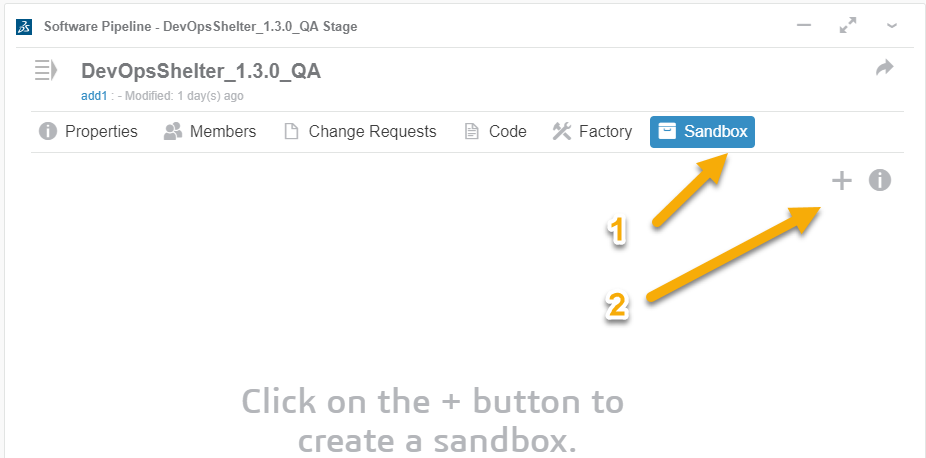 Software Pipeline - DevOpsShelter_1.3.0_QA Stage
DevOpsShelter_1.3.0_QA
add1 : - Modified: 1 day(s) ago
Properties Members Change Requests Code Factory Sandbox
1
2
Click on the + button to
create a sandbox.